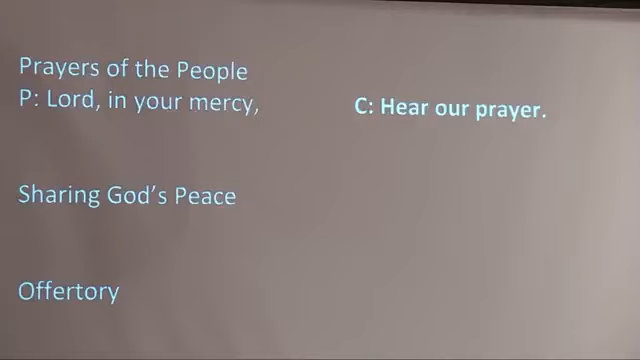 Prayers of the People
P: Lord, in your mercy, C: Hear our prayer.
Sharing God's Peace
Offertory